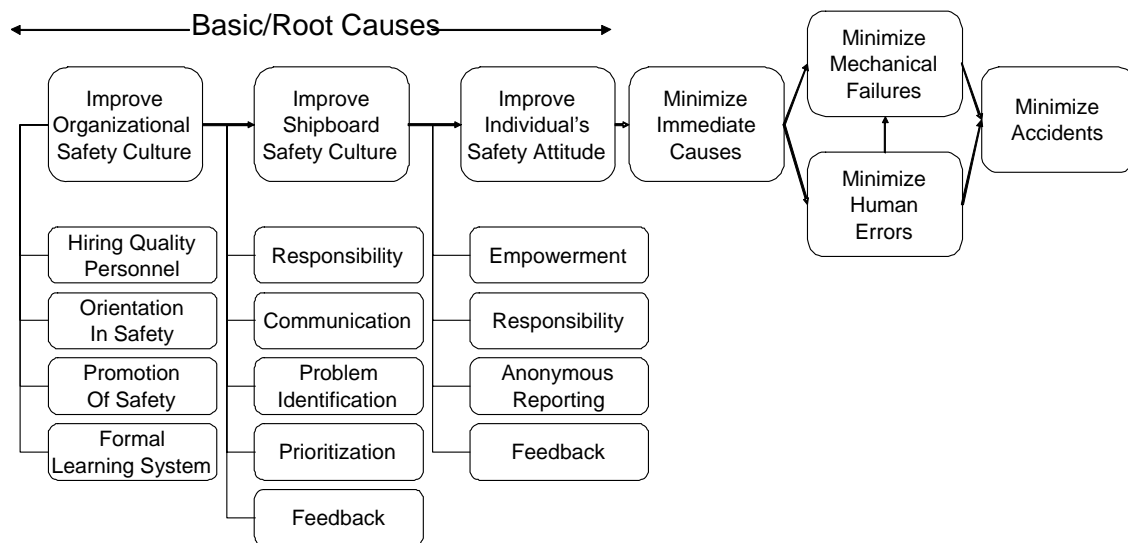 Basic/Root Causes
Improve
Organizational
Safety Culture
Improve
Shipboard
Safety Culture
Improve
Individual's
Safety Attitude
Minimize
Immediate
Causes
Minimize
Mechanical
Failures
Minimize
Human
Errors
Minimize
Accidents
Hiring Quality
Personnel
Orientation
In Safety
Promotion
Of Safety
Formal
Learning System
Responsibility
Communication
Problem
Identification
Prioritization
Feedback
Empowerment
Responsibility
Anonymous
Reporting
Feedback